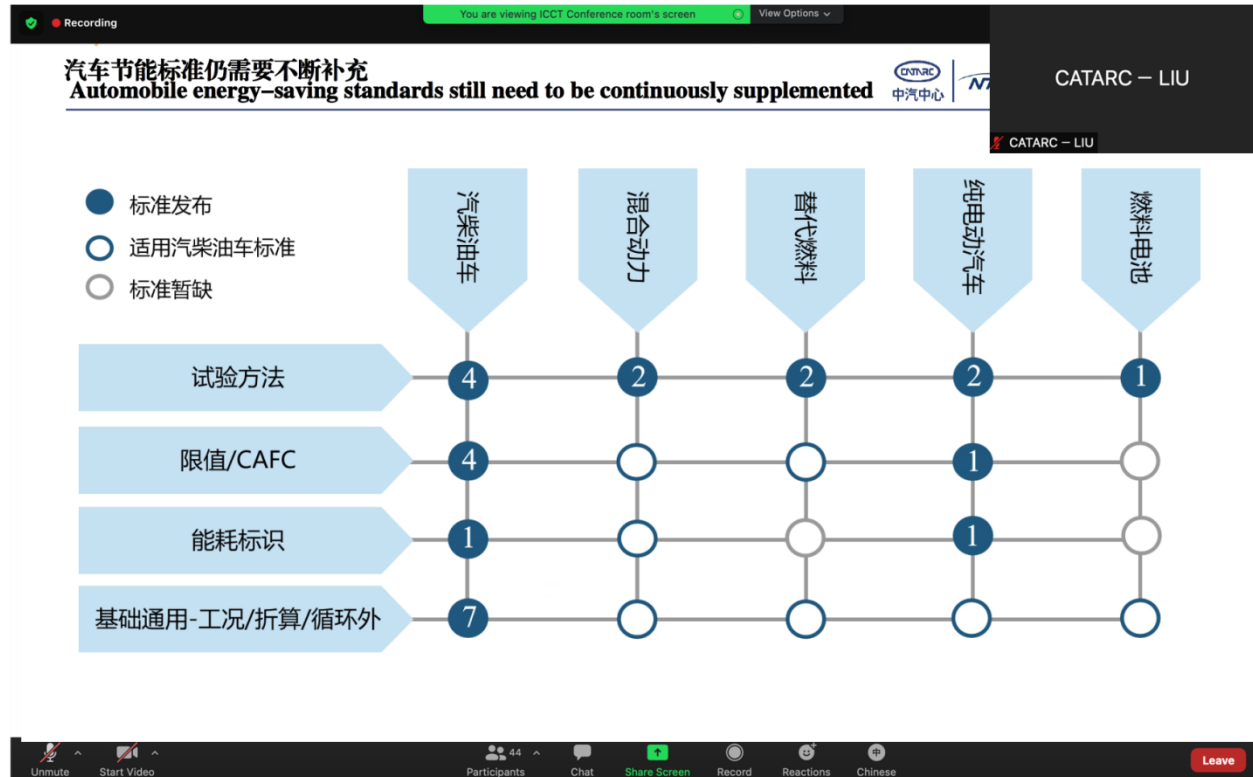 Recording
You are viewing ICCT Conference room's screen
View Options
汽车节能标准仍需要不断补充
Automobile energy-saving standards still need to be continuously supplemented
CATARC
中汽中心
CATARC – LIU
CATARC – LIU
标准发布
适用汽柴油车标准
标准暂缺
汽柴油车
混合动力
替代燃料
纯电动汽车
燃料电池
试验方法
4 2 2 2 1
限值/CAFC
4 1
能耗标识
1 1
基础通用-工况/折算/循环外
7
Unmute
Start Video
44
Participants
Chat
Share Screen
Record
Reactions
中
Chinese
Leave